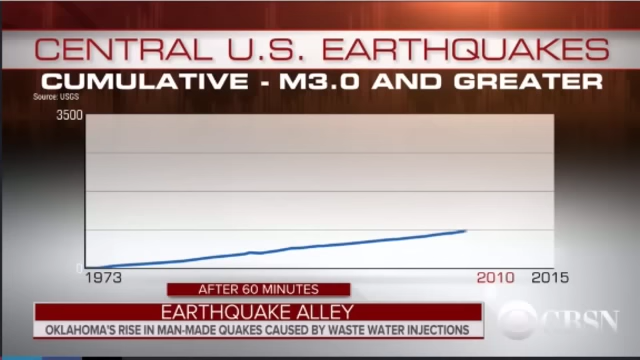 CENTRAL U.S. EARTHQUAKES
CUMULATIVE - M3.0 AND GREATER
Source: USGS
3500
0
1973
2010
2015
AFTER 60 MINUTES
EARTHQUAKE ALLEY
OKLAHOMA'S RISE IN MAN-MADE QUAKES CAUSED BY WASTE WATER INJECTIONS
CBSN